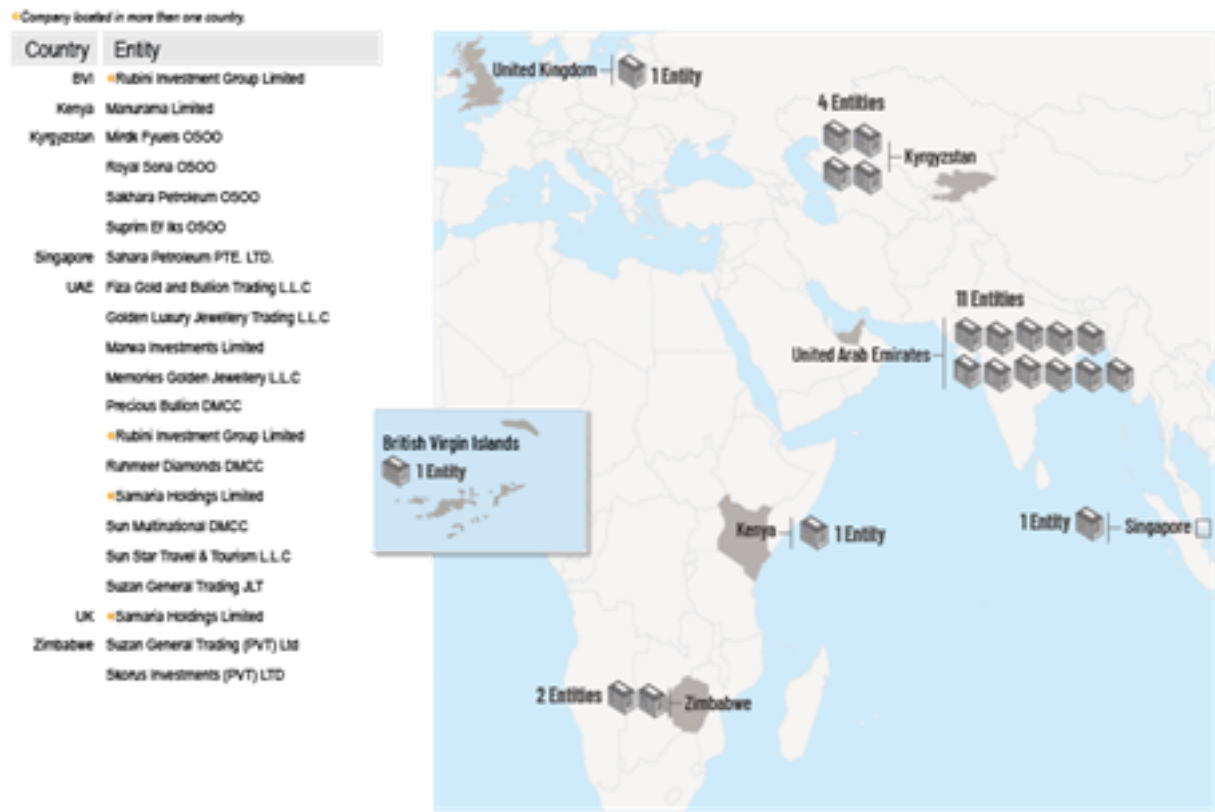 *Company located in more than one country.
Country Entity
BVI *Rubini Investment Group Limited
Kenya Manurama Limited
Kyrgyzstan Mirdk Fyuels OSOO
Royal Sona OSOO
Sakhara Petroleum OSOO
Suprim Ef Iks OSOO
Singapore Sahara Petroleum PTE. LTD.
UAE Fiza Gold and Bullion Trading L.L.C
Golden Luxury Jewellery Trading L.L.C
Marwa Investments Limited
Memories Golden Jewellery L.L.C
Precious Bullion DMCC
*Rubini Investment Group Limited
Ruhmeer Diamonds DMCC
*Samaria Holdings Limited
Sun Multinational DMCC
Sun Star Travel & Tourism L.L.C
Suzan General Trading JLT
UK *Samaria Holdings Limited
Zimbabwe Suzan General Trading (PVT) Ltd
Skorus Investments (PVT) LTD
United Kingdom 1 Entity
4 Entities
Kyrgyzstan
11 Entities
United Arab Emirates
British Virgin Islands
1 Entity
Kenya 1 Entity
1 Entity Singapore
2 Entities Zimbabwe